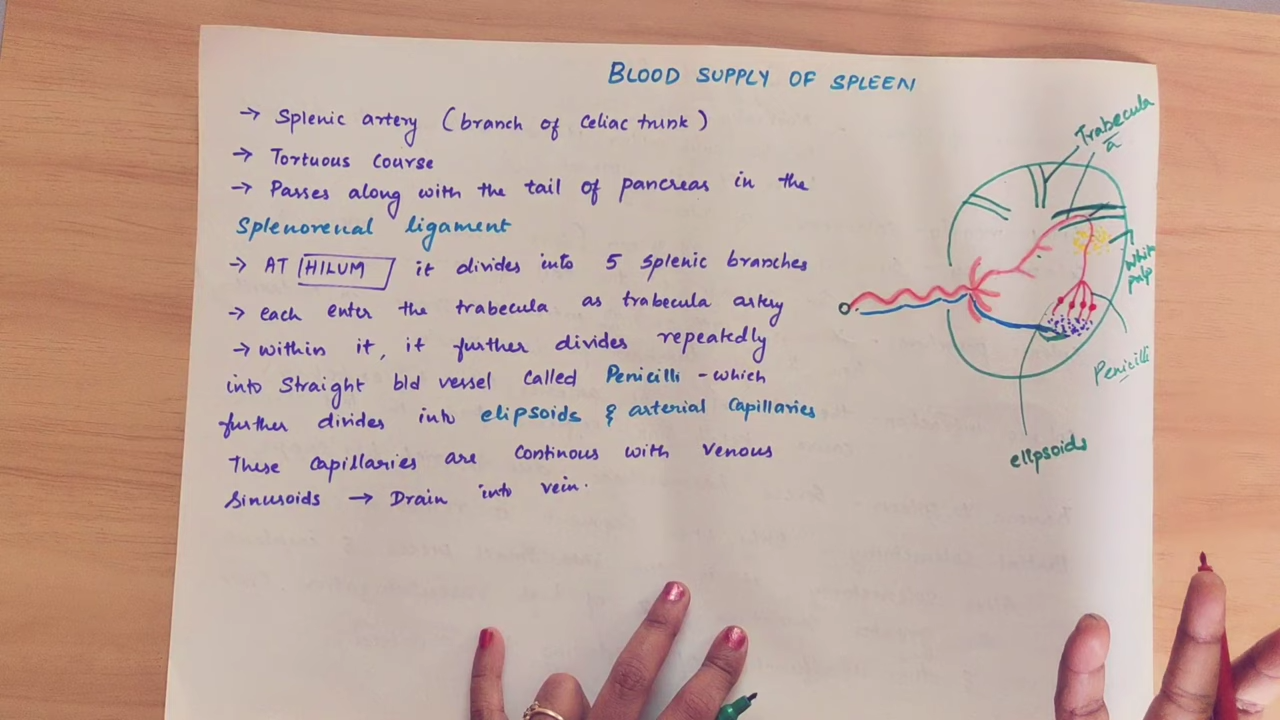 BLOOD SUPPLY OF SPLEEN
→ Splenic artery (branch of Celiac trunk)
→ Tortuous Course
→ Passes along with the tail of pancreas in the
Splenorenal ligament
→ AT HILUM it divides into 5 Splenic branches
→ each enter the trabecula as trabecula artery
→ within it, it further divides repeatedly
into Straight bld vessel called Penicilli - which
further divides into elipsoids & arterial Capillaries
These Capillaries are Continous with venous
Sinusoids → Drain into vein.
Trabecula
a
White
pulp
Penicilli
elipsoids